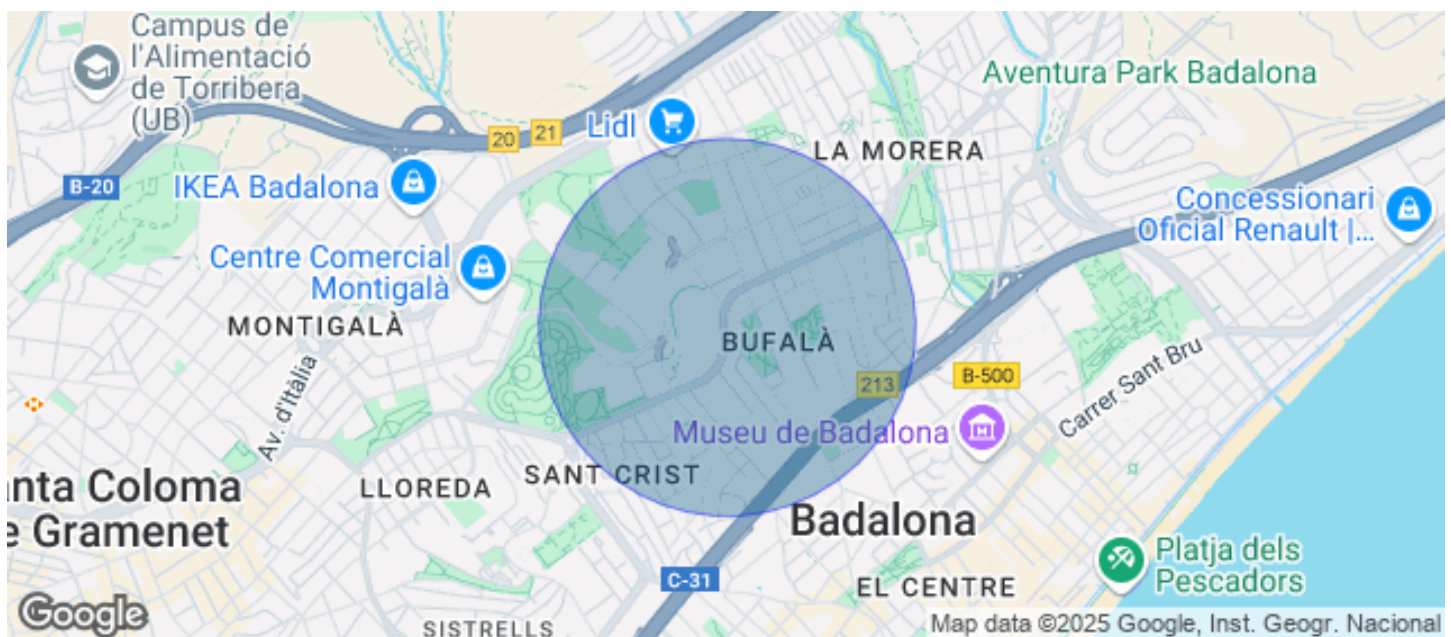 Campus de
l'Alimentació
de Torribera
(UB)
Aventura Park Badalona
20
21
Lidl
LA MORERA
B-20
IKEA Badalona
Concessionari
Oficial Renault |...
Centre Comercial
Montigalà
MONTIGALÀ
BUFALÀ
213
B-500
Av. d'Itàlia
Carrer Sant Bru
Museu de Badalona
SANT CRIST
LLOREDA
nta Coloma
e Gramenet
Badalona
Platja dels
Pescadors
C-31
EL CENTRE
Google
SISTRELLS
Map data ©2025 Google, Inst. Geogr. Nacional